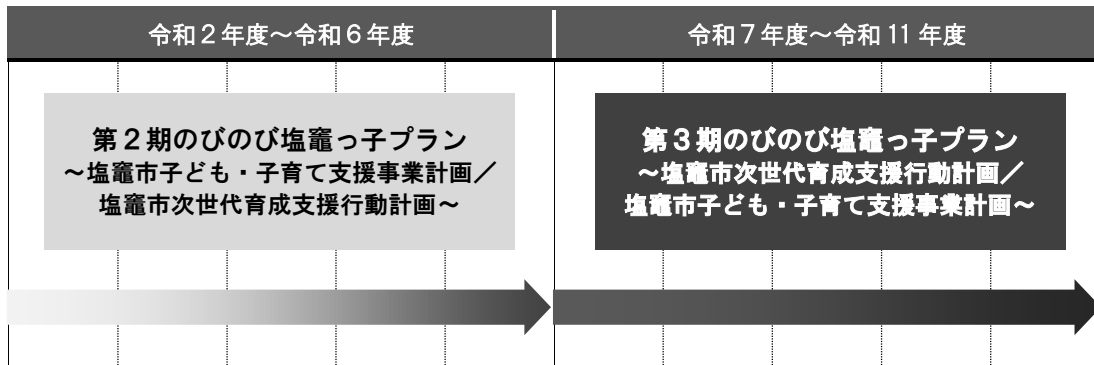 令和２年度～令和６年度
令和７年度～令和 11 年度
第２期のびのび塩竈っ子プラン
～塩竈市子ども・子育て支援事業計画／
塩竈市次世代育成支援行動計画～
第３期のびのび塩竈っ子プラン
～塩竈市次世代育成支援行動計画／
塩竈市子ども・子育て支援事業計画～